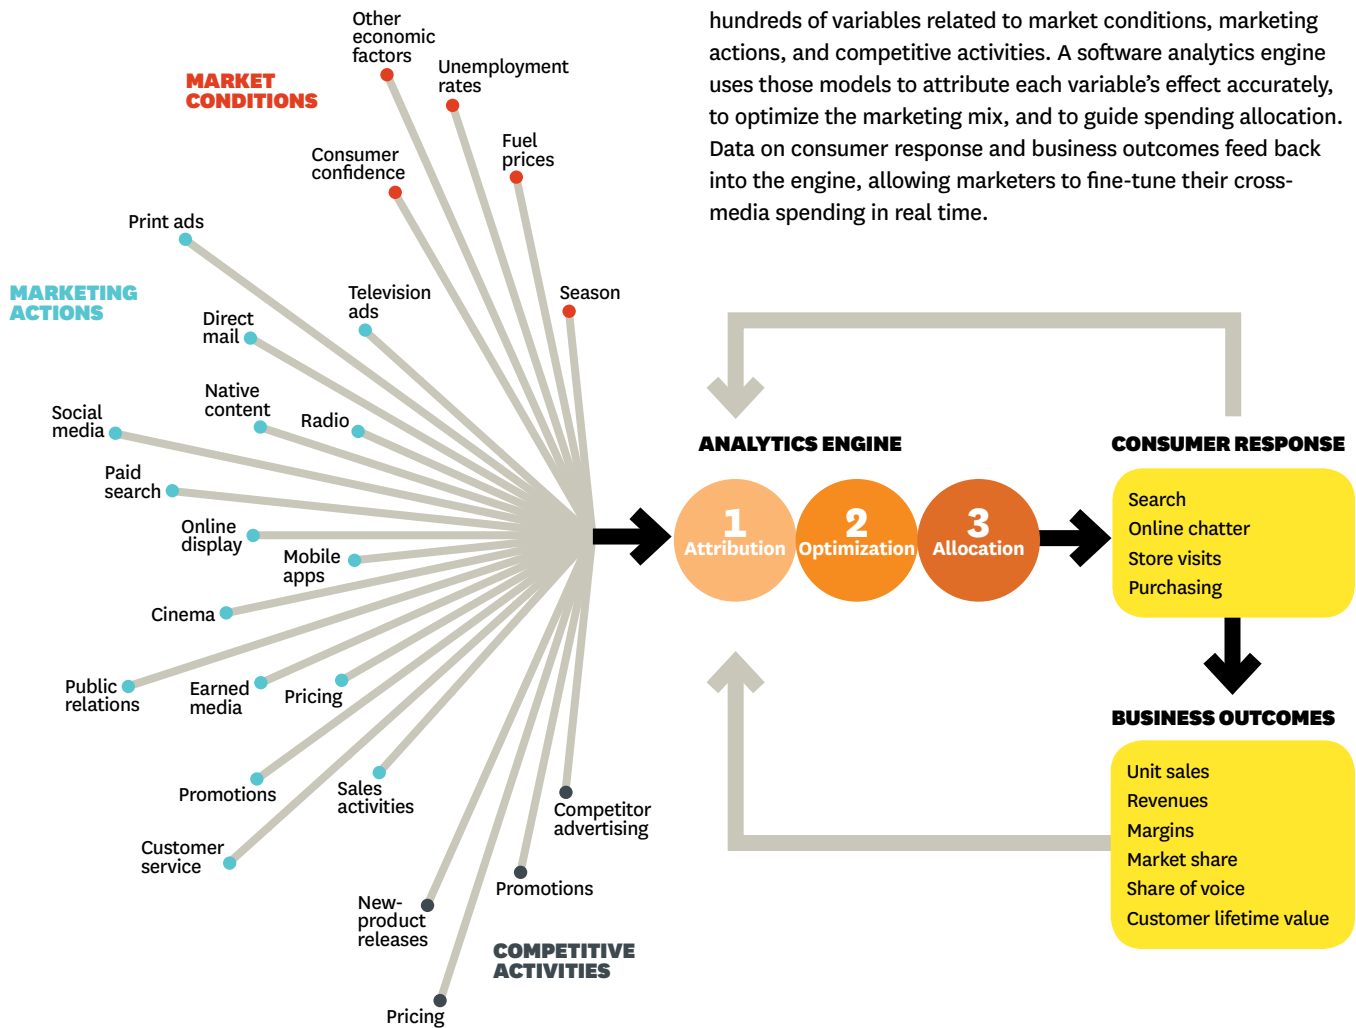 hundreds of variables related to market conditions, marketing
actions, and competitive activities. A software analytics engine
uses those models to attribute each variable’s effect accurately,
to optimize the marketing mix, and to guide spending allocation.
Data on consumer response and business outcomes feed back
into the engine, allowing marketers to fine-tune their cross-
media spending in real time.
MARKET
CONDITIONS
Other
economic
factors
Unemployment
rates
Fuel
prices
Consumer
confidence
Season
MARKETING
ACTIONS
Print ads
Television
ads
Direct
mail
Native
content
Radio
Social
media
Paid
search
Online
display
Mobile
apps
Cinema
Public
relations
Earned
media
Pricing
Promotions
Sales
activities
Customer
service
COMPETITIVE
ACTIVITIES
Competitor
advertising
Promotions
New-
product
releases
Pricing
ANALYTICS ENGINE
1
Attribution
2
Optimization
3
Allocation
CONSUMER RESPONSE
Search
Online chatter
Store visits
Purchasing
BUSINESS OUTCOMES
Unit sales
Revenues
Margins
Market share
Share of voice
Customer lifetime value